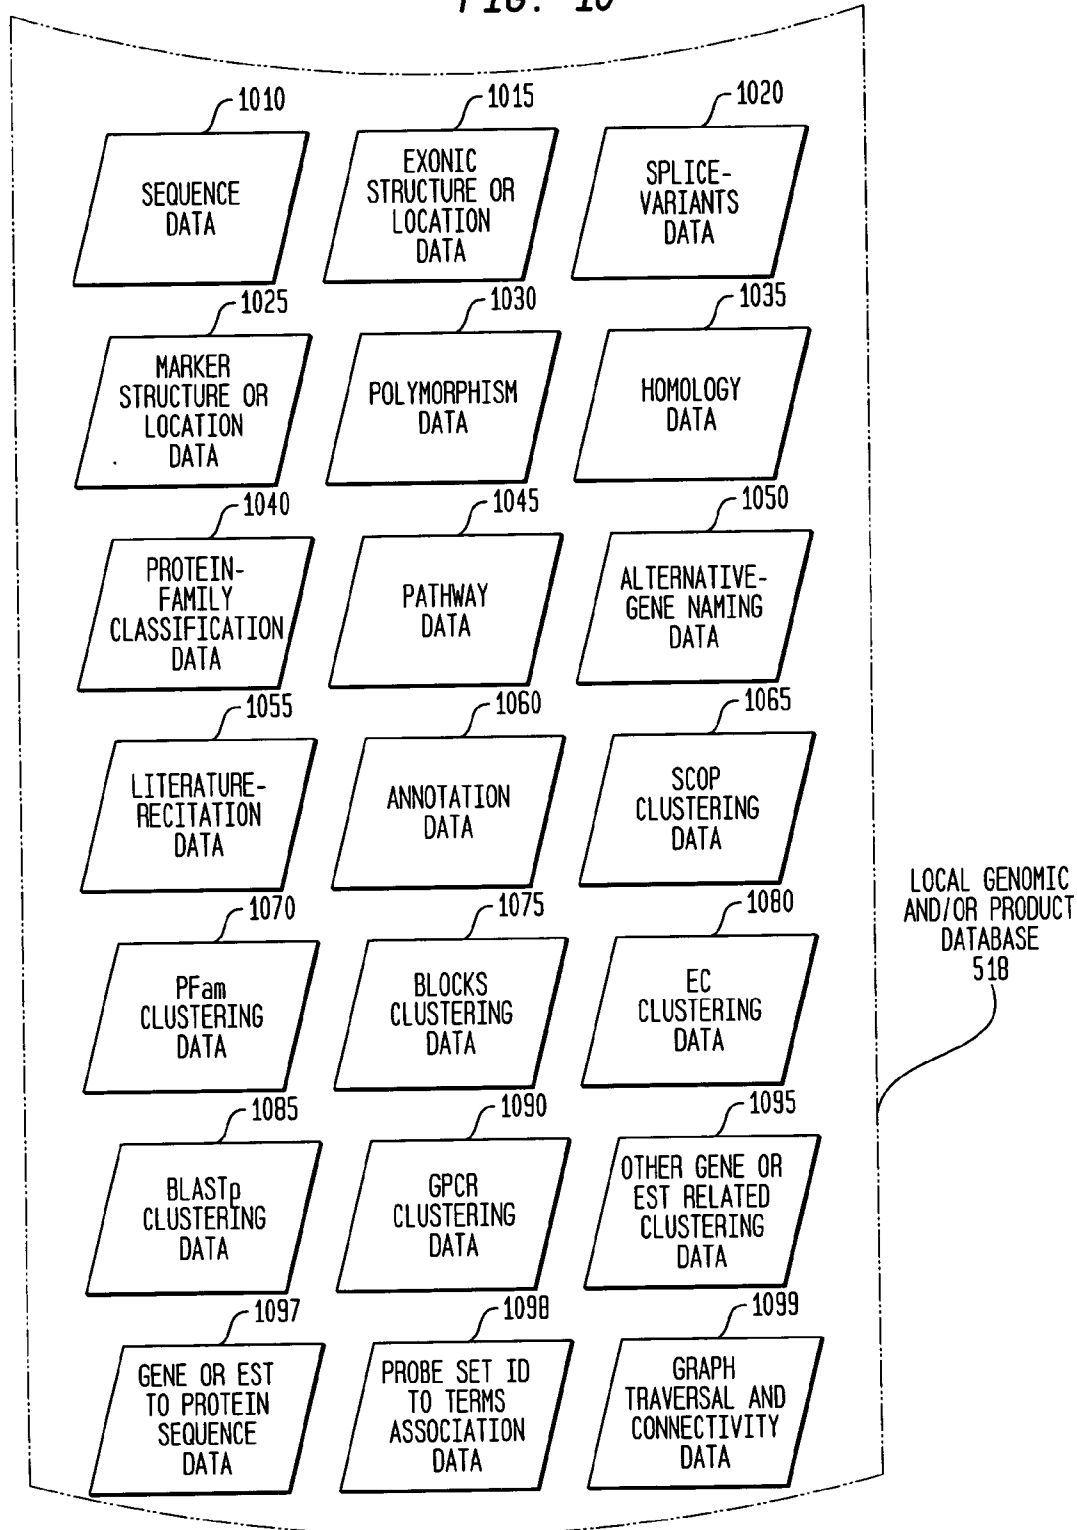 FIG. 10
1010
1015
1020
SEQUENCE
DATA
EXONIC
STRUCTURE OR
LOCATION
DATA
SPLICE-
VARIANTS
DATA
1025
1030
1035
MARKER
STRUCTURE OR
LOCATION
DATA
POLYMORPHISM
DATA
HOMOLOGY
DATA
1040
1045
1050
PROTEIN-
FAMILY
CLASSIFICATION
DATA
PATHWAY
DATA
ALTERNATIVE-
GENE NAMING
DATA
1055
1060
1065
LITERATURE-
RECITATION
DATA
ANNOTATION
DATA
SCOP
CLUSTERING
DATA
1070
1075
1080
PFam
CLUSTERING
DATA
BLOCKS
CLUSTERING
DATA
EC
CLUSTERING
DATA
LOCAL GENOMIC
AND/OR PRODUCT
DATABASE
518
1085
1090
1095
BLASTp
CLUSTERING
DATA
GPCR
CLUSTERING
DATA
OTHER GENE OR
EST RELATED
CLUSTERING
DATA
1097
1098
1099
GENE OR EST
TO PROTEIN
SEQUENCE
DATA
PROBE SET ID
TO TERMS
ASSOCIATION
DATA
GRAPH
TRAVERSAL AND
CONNECTIVITY
DATA